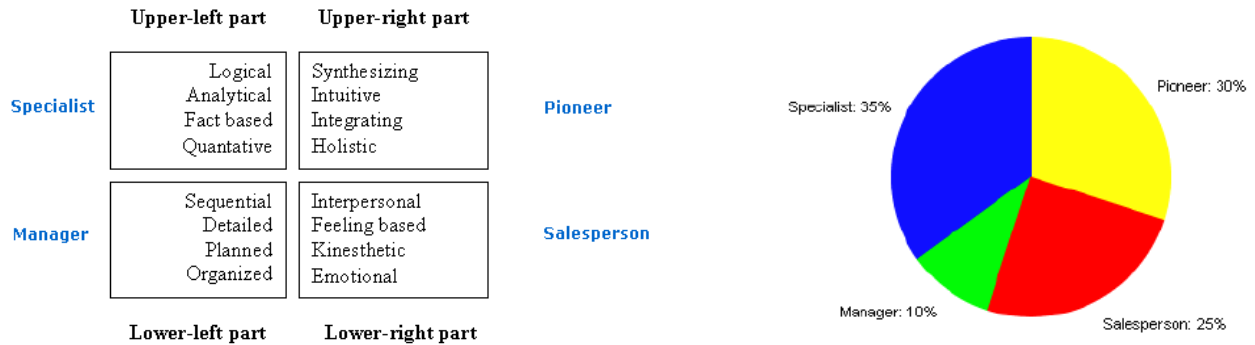 Upper-left part
Upper-right part
Specialist
Logical
Analytical
Fact based
Quantative
Synthesizing
Intuitive
Integrating
Holistic
Pioneer
Manager
Sequential
Detailed
Planned
Organized
Interpersonal
Feeling based
Kinesthetic
Emotional
Salesperson
Lower-left part
Lower-right part
Pioneer: 30%
Specialist: 35%
Manager: 10%
Salesperson: 25%